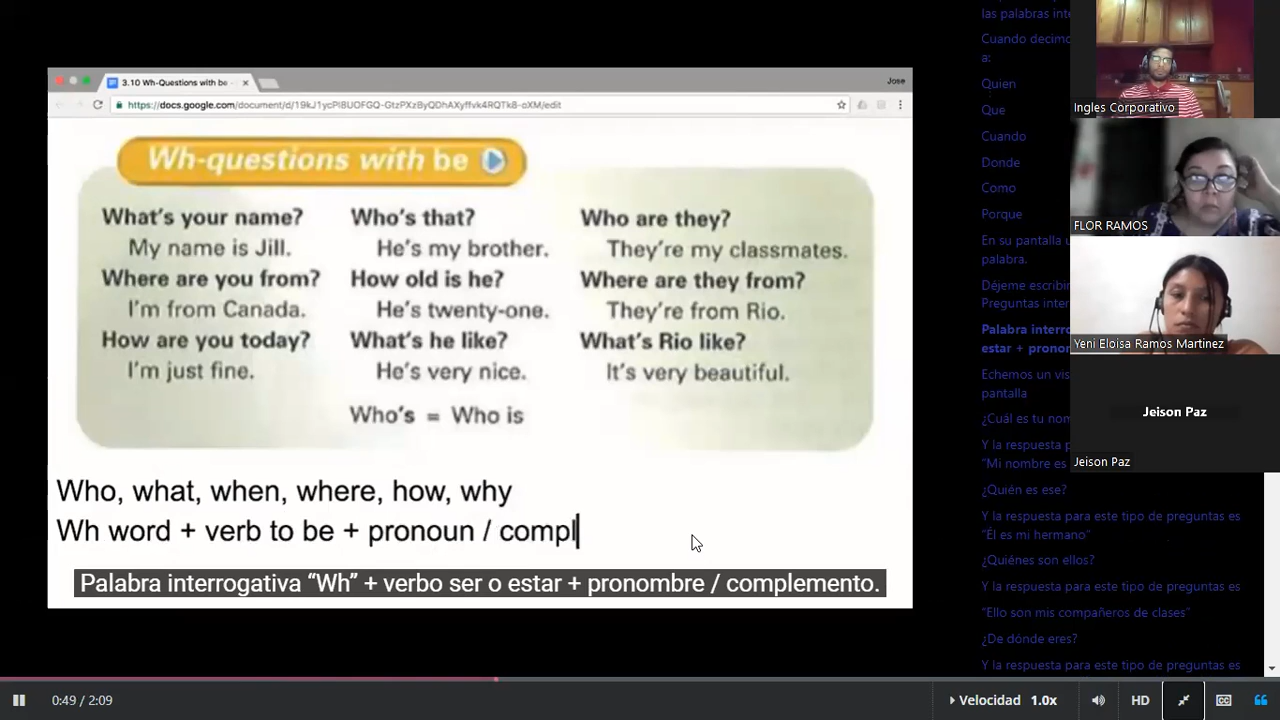 3.10 Wh-Questions with be
Jose
https://docs.google.com/document/d/19kJ1ycPl8UOFGQ-GtzPXzByQDhAXyffvk4RQTk8-oXM/edit
Wh-questions with be
What's your name?
My name is Jill.
Where are you from?
I'm from Canada.
How are you today?
I'm just fine.
Who's that?
He's my brother.
How old is he?
He's twenty-one.
What's he like?
He's very nice.
Who's = Who is
Who are they?
They're my classmates.
Where are they from?
They're from Rio.
What's Rio like?
It's very beautiful.
Who, what, when, where, how, why
Wh word + verb to be + pronoun / compl
Palabra interrogativa “Wh” + verbo ser o estar + pronombre / complemento.
0:49 / 2:09
Velocidad 1.0x
HD
CC
las palabras inte
Cuando decimo
a:
Quien
Que
Cuando
Donde
Como
Porque
En su pantalla u
palabra.
Déjeme escribir
Preguntas inter
Palabra interro
estar + pronom
Echemos un vis
pantalla
¿Cuál es tu nom
Y la respuesta p
“Mi nombre es
¿Quién es ese?
Y la respuesta para este tipo de preguntas es
“Él es mi hermano”
¿Quiénes son ellos?
Y la respuesta para este tipo de preguntas es
“Ello son mis compañeros de clases”
¿De dónde eres?
Y la respuesta para este tipo de preguntas es
Ingles Corporativo
FLOR RAMOS
Yeni Eloisa Ramos Martinez
Jeison Paz
Jeison Paz